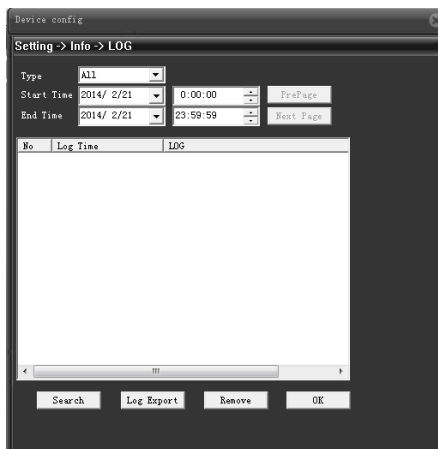 Device config
Setting -> Info -> LOG
Type All
Start Time 2014/ 2/21 0:00:00 PrePage
End Time 2014/ 2/21 23:59:59 Next Page
No Log Time LOG
Search Log Export Remove OK